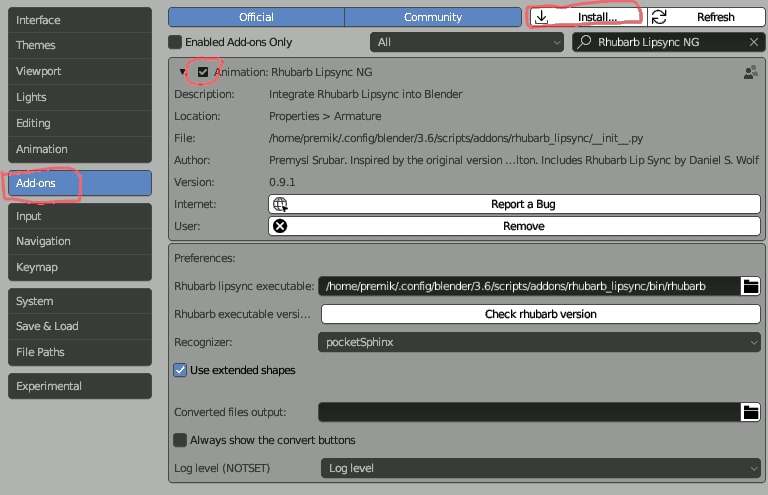 Interface
Themes
Viewport
Lights
Editing
Animation
Add-ons
Input
Navigation
Keymap
System
Save & Load
File Paths
Experimental
Official Community Install... Refresh
Enabled Add-ons Only All Rhubarb Lipsync NG
Animation: Rhubarb Lipsync NG
Description: Integrate Rhubarb Lipsync into Blender
Location: Properties > Armature
File: /home/premik/.config/blender/3.6/scripts/addons/rhubarb_lipsync/__init__.py
Author: Premysl Srubar. Inspired by the original version ...lton. Includes Rhubarb Lip Sync by Daniel S. Wolf
Version: 0.9.1
Internet: Report a Bug
User: Remove
Preferences:
Rhubarb lipsync executable: /home/premik/.config/blender/3.6/scripts/addons/rhubarb_lipsync/bin/rhubarb
Rhubarb executable versi... Check rhubarb version
Recognizer: pocketSphinx
Use extended shapes
Converted files output:
Always show the convert buttons
Log level (NOTSET) Log level